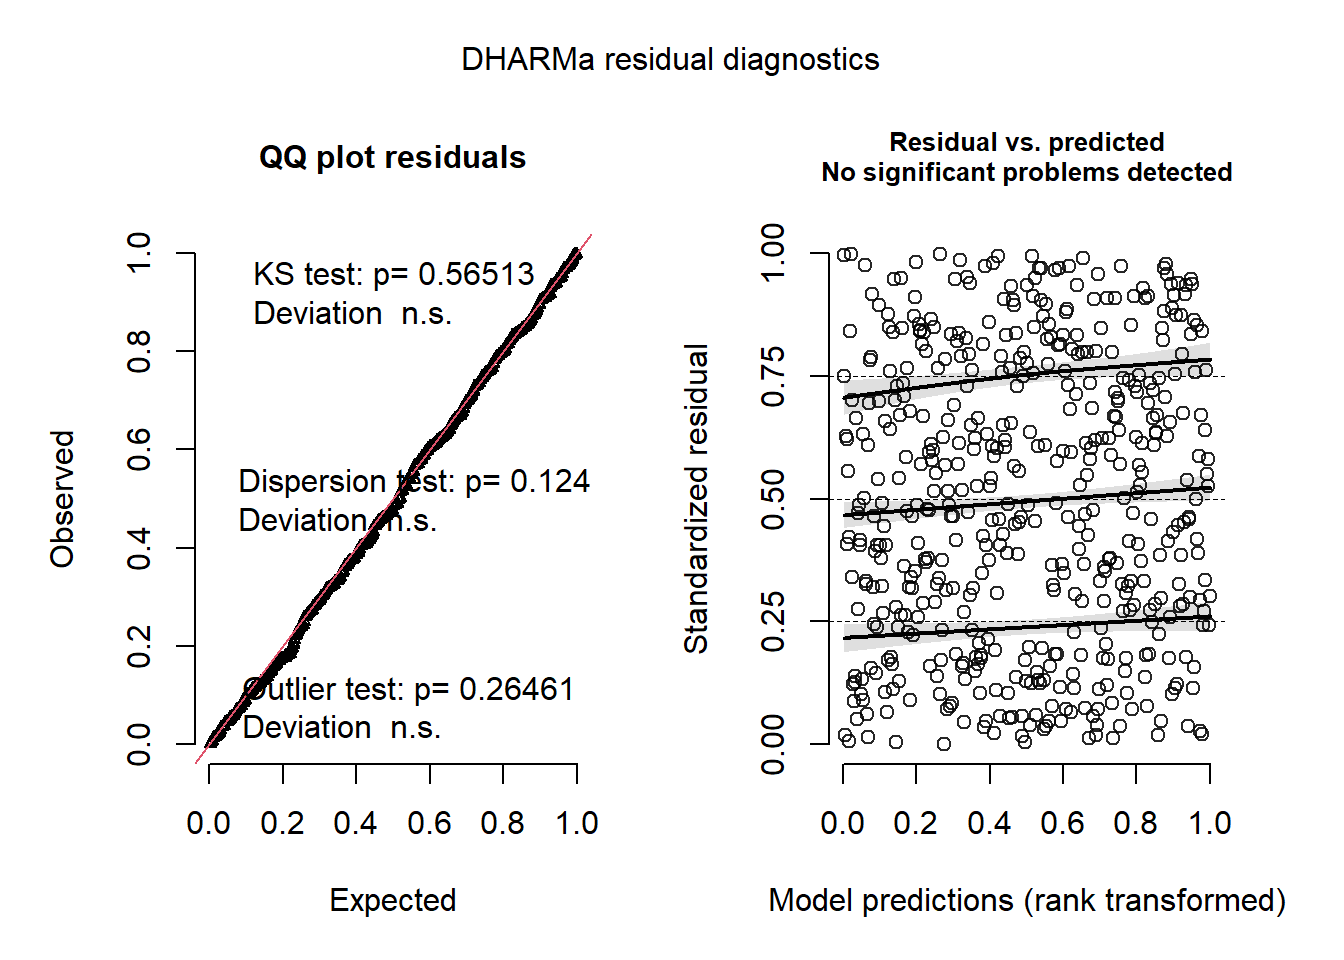 DHARMa residual diagnostics
QQ plot residuals
Observed
0.0 0.2 0.4 0.6 0.8 1.0
KS test: p= 0.56513
Deviation  n.s.
Dispersion test: p= 0.124
Deviation  n.s.
Outlier test: p= 0.26461
Deviation  n.s.
0.0 0.2 0.4 0.6 0.8 1.0
Expected
Residual vs. predicted
No significant problems detected
Standardized residual
0.00 0.25 0.50 0.75 1.00
0.0 0.2 0.4 0.6 0.8 1.0
Model predictions (rank transformed)